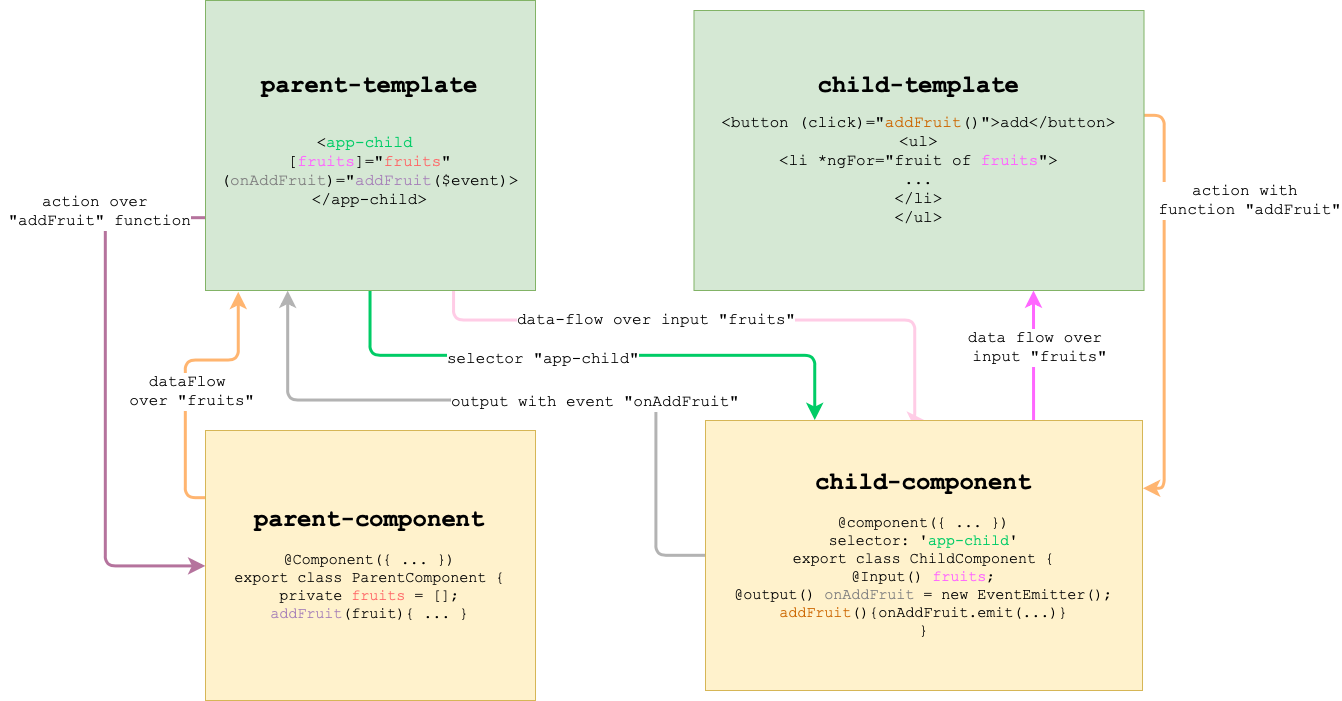 parent-template
<app-child
[fruits]="fruits"
(onAddFruit)="addFruit($event)>
</app-child>
child-template
<button (click)="addFruit()">add</button>
<ul>
<li *ngFor="fruit of fruits">
...
</li>
</ul>
action over
"addFruit" function
action with
function "addFruit"
data-flow over input "fruits"
data flow over
input "fruits"
selector "app-child"
dataFlow
over "fruits"
output with event "onAddFruit"
parent-component
@Component({ ... })
export class ParentComponent {
private fruits = [];
addFruit(fruit){ ... }
child-component
@component({ ... })
selector: 'app-child'
export class ChildComponent {
@Input() fruits;
@output() onAddFruit = new EventEmitter();
addFruit(){onAddFruit.emit(...)}
}